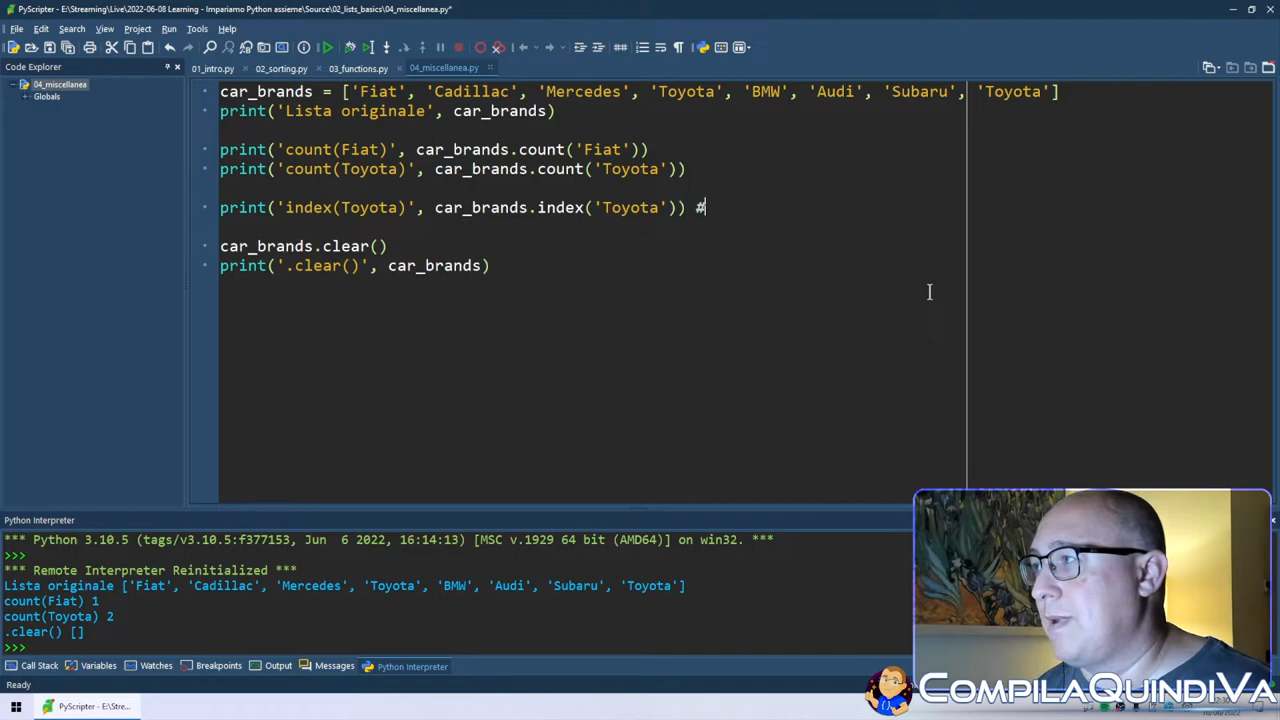 PyScripter - E:\Streaming\Live\2022-06-08 Learning - Impariamo Python assieme\Source\02_lists_basics\04_miscellanea.py*
File Edit Search View Project Run Tools Help
Code Explorer
01_intro.py 02_sorting.py 03_functions.py 04_miscellanea.py
04_miscellanea
Globals
car_brands = ['Fiat', 'Cadillac', 'Mercedes', 'Toyota', 'BMW', 'Audi', 'Subaru', 'Toyota']
print('Lista originale', car_brands)
print('count(Fiat)', car_brands.count('Fiat'))
print('count(Toyota)', car_brands.count('Toyota'))
print('index(Toyota)', car_brands.index('Toyota')) #
car_brands.clear()
print('.clear()', car_brands)
Python Interpreter
*** Python 3.10.5 (tags/v3.10.5:f377153, Jun 6 2022, 16:14:13) [MSC v.1929 64 bit (AMD64)] on win32. ***
>>>
*** Remote Interpreter Reinitialized ***
Lista originale ['Fiat', 'Cadillac', 'Mercedes', 'Toyota', 'BMW', 'Audi', 'Subaru', 'Toyota']
count(Fiat) 1
count(Toyota) 2
.clear() []
>>>
Call Stack Variables Watches Breakpoints Output Messages Python Interpreter
Ready
COMPILAQUINDIVA
PyScripter - E:\Stre...